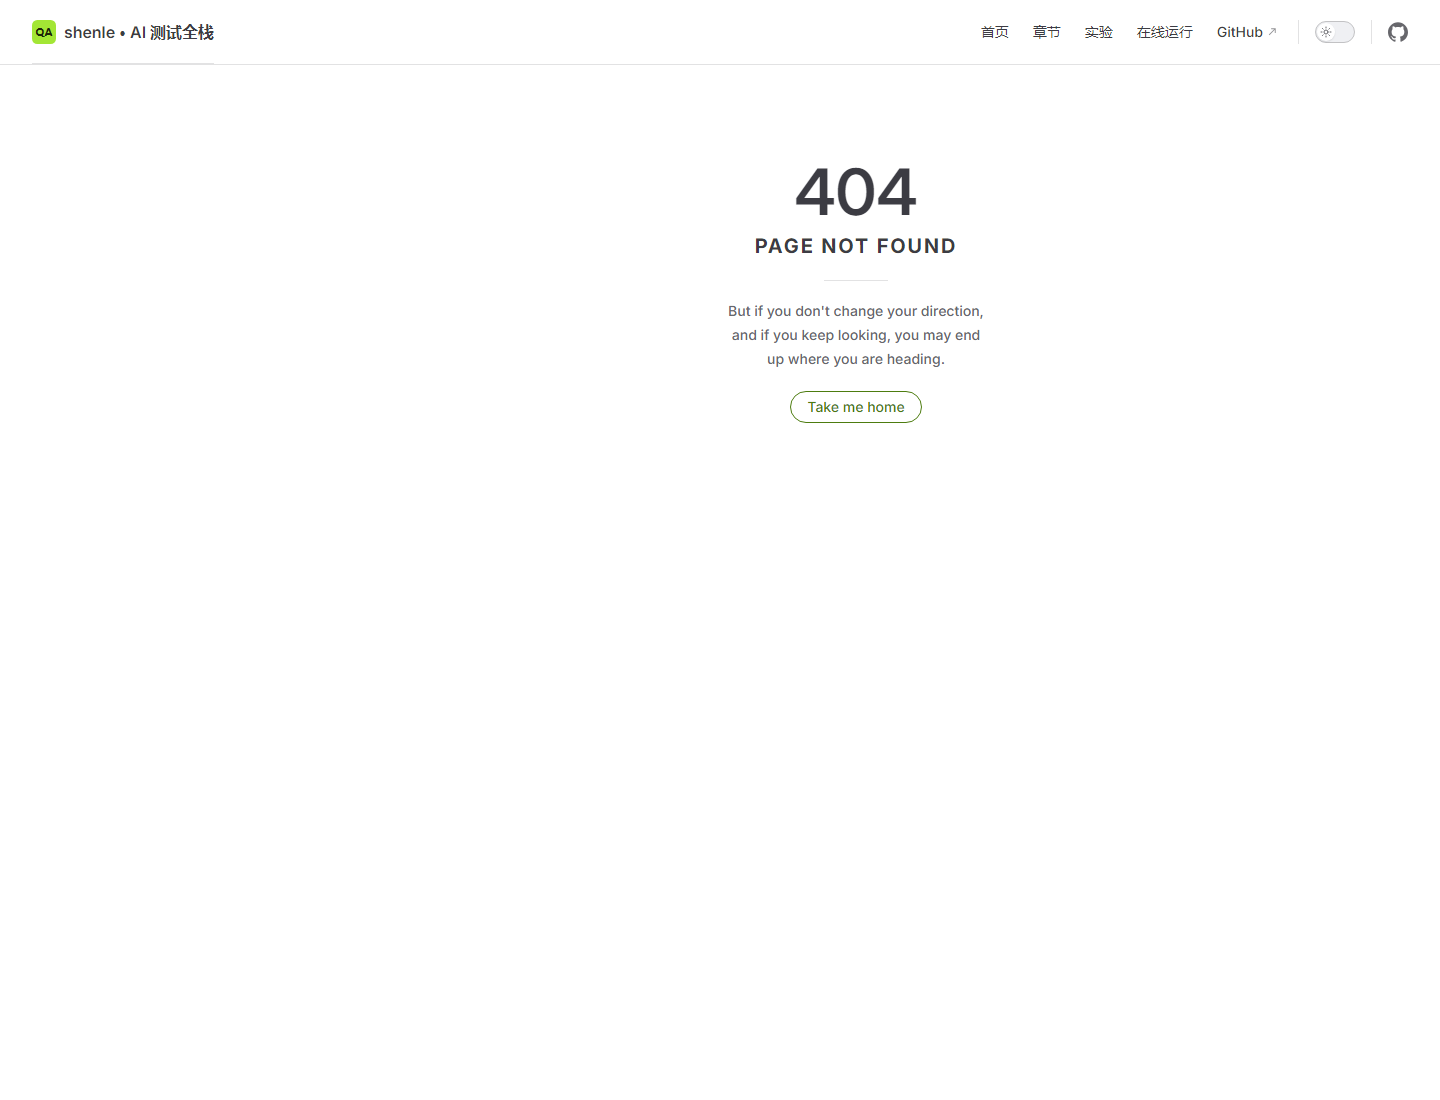 QA shenle • AI 测试全栈
首页 章节 实验 在线运行 GitHub
404
PAGE NOT FOUND
But if you don't change your direction,
and if you keep looking, you may end
up where you are heading.
Take me home